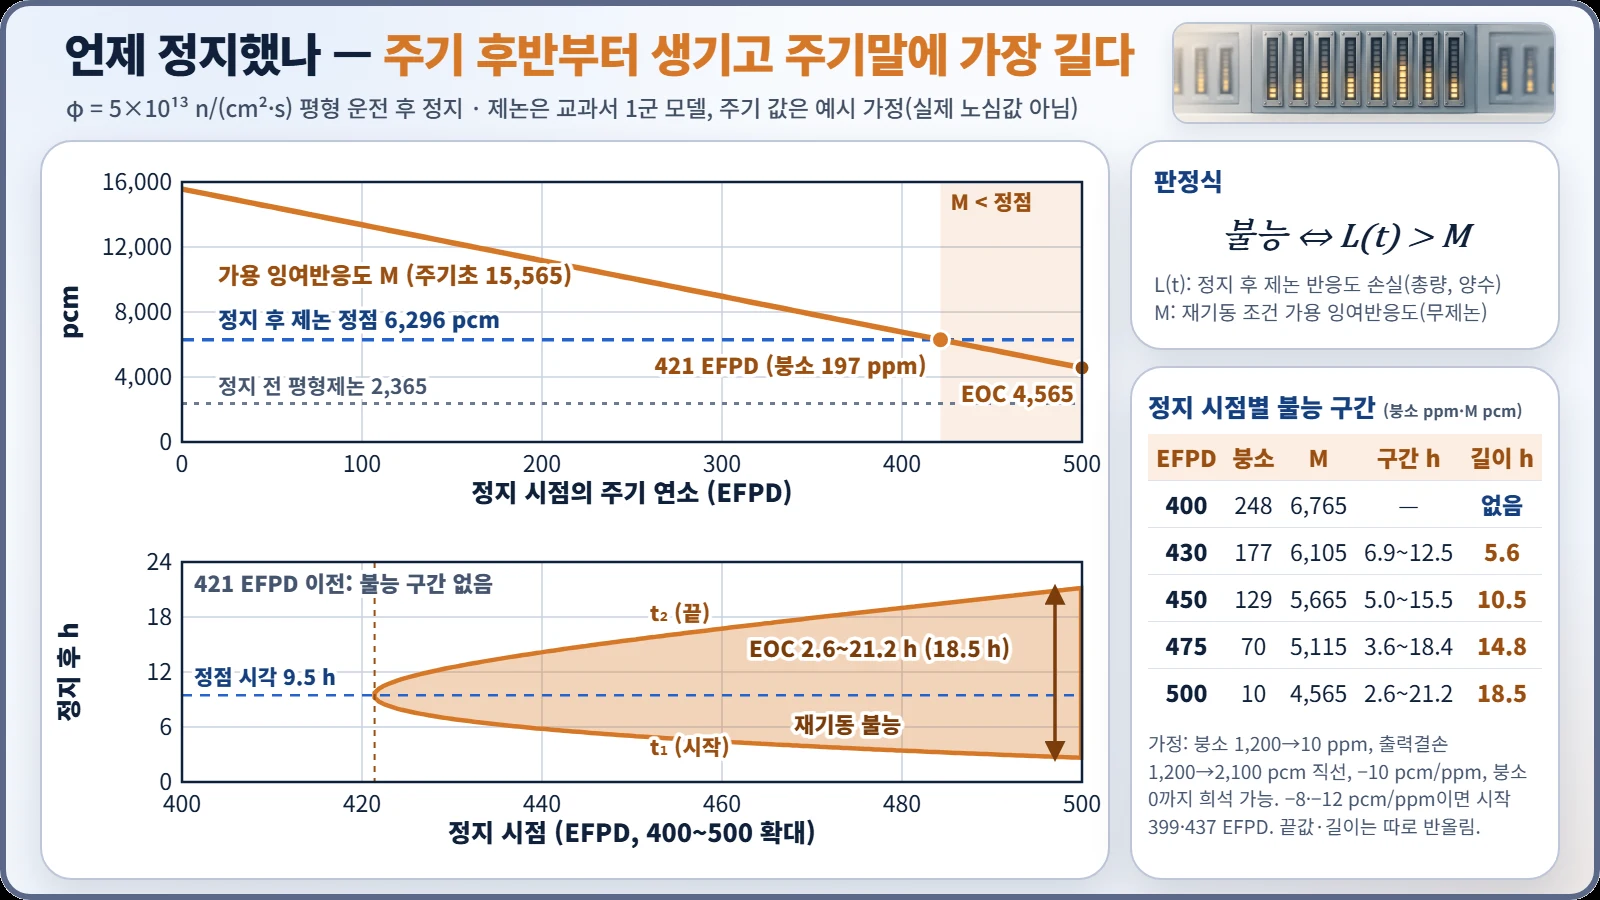 언제 정지했나 — 주기 후반부터 생기고 주기말에 가장 길다
ϕ = 5×10¹³ n/(cm²·s) 평형 운전 후 정지 · 제논은 교과서 1군 모델, 주기 값은 예시 가정(실제 노심값 아님)
16,000
12,000
8,000
4,000
0
pcm
M < 정점
가용 잉여반응도 M (주기초 15,565)
정지 후 제논 정점 6,296 pcm
421 EFPD (붕소 197 ppm)
정지 전 평형제논 2,365
EOC 4,565
0 100 200 300 400 500
정지 시점의 주기 연소 (EFPD)
24
18
12
6
0
정지 후 h
421 EFPD 이전: 불능 구간 없음
t₂ (끝)
EOC 2.6~21.2 h (18.5 h)
정점 시각 9.5 h
재기동 불능
t₁ (시작)
400 420 440 460 480 500
정지 시점 (EFPD, 400~500 확대)
판정식
불능 ⇔ L(t) > M
L(t): 정지 후 제논 반응도 손실(총량, 양수)
M: 재기동 조건 가용 잉여반응도(무제논)
정지 시점별 불능 구간 (붕소 ppm·M pcm)
EFPD 붕소 M 구간 h 길이 h
400 248 6,765 — 없음
430 177 6,105 6.9~12.5 5.6
450 129 5,665 5.0~15.5 10.5
475 70 5,115 3.6~18.4 14.8
500 10 4,565 2.6~21.2 18.5
가정: 붕소 1,200→10 ppm, 출력결손
1,200→2,100 pcm 직선, −10 pcm/ppm, 붕소
0까지 희석 가능. −8·−12 pcm/ppm이면 시작
399·437 EFPD. 끝값·길이는 따로 반올림.